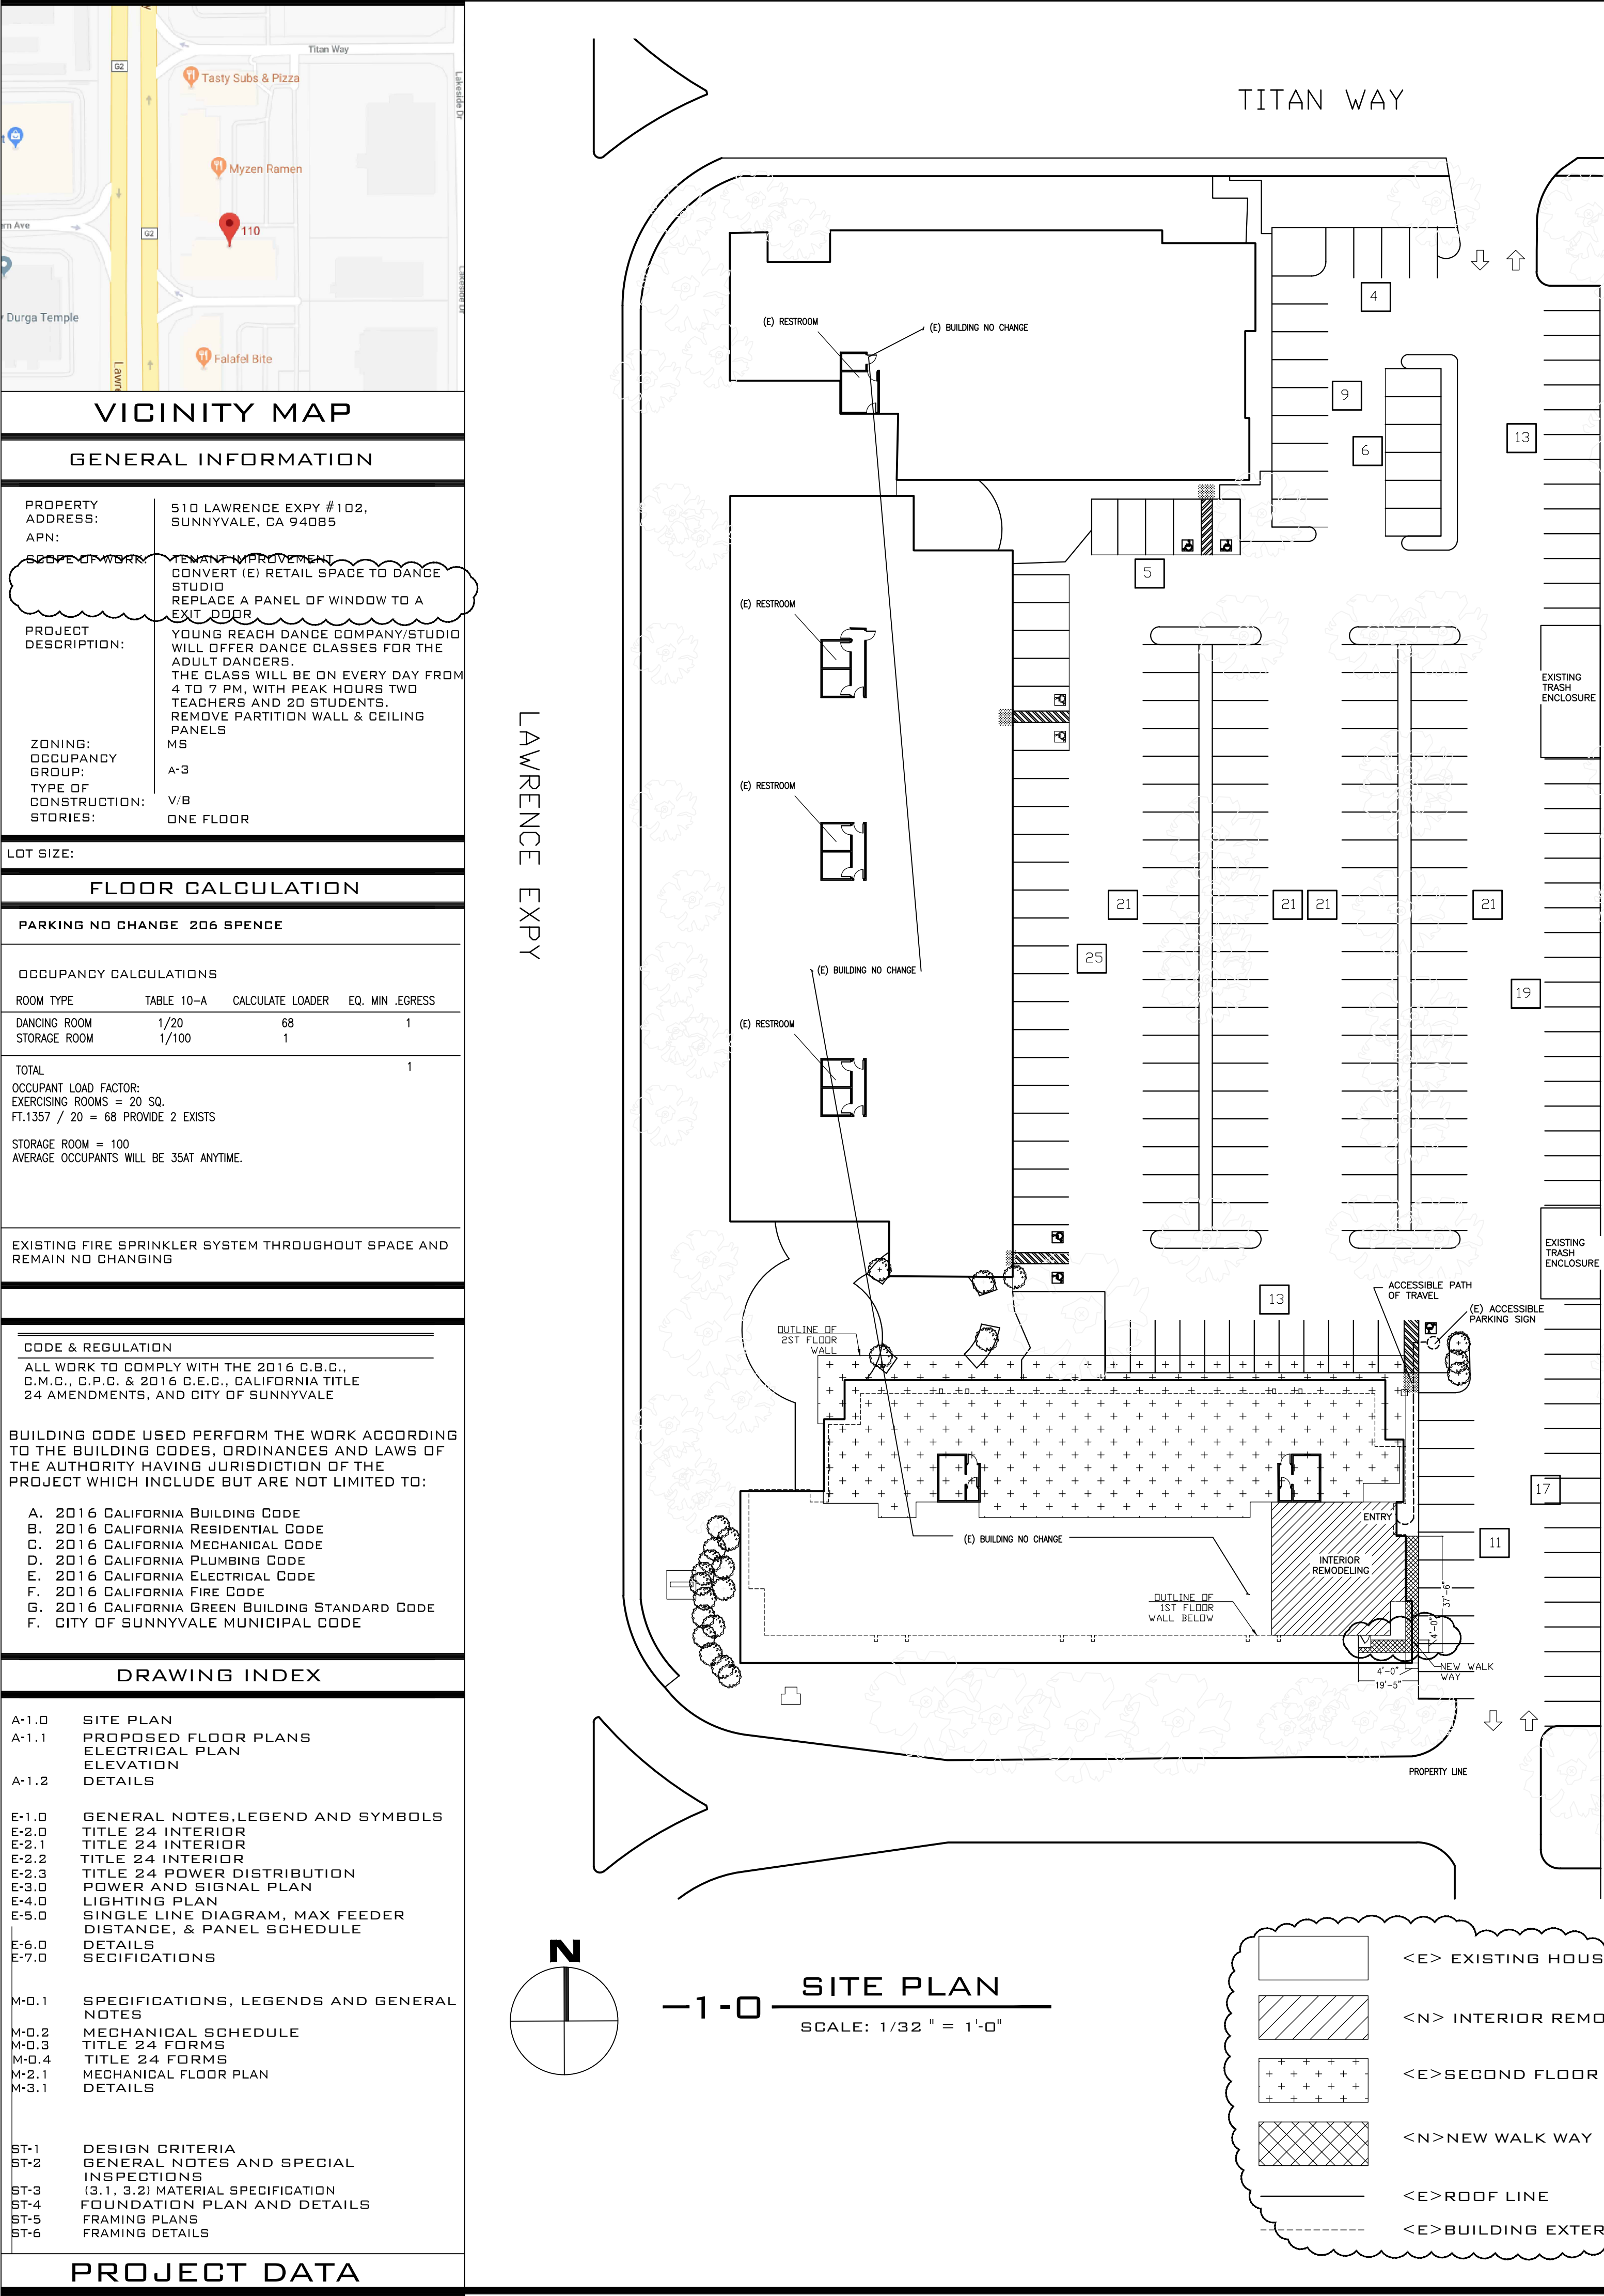 Titan Way
G2
Tasty Subs & Pizza
Lakeside Dr
Myzen Ramen
110
G2
Durga Temple
Falafel Bite
Lakeside Dr
VICINITY MAP
GENERAL INFORMATION
PROPERTY ADDRESS: 510 LAWRENCE EXPY #102,
SUNNYVALE, CA 94085
APN:
SCOPE OF WORK: TENANT IMPROVEMENT
CONVERT (E) RETAIL SPACE TO DANCE
STUDIO
REPLACE A PANEL OF WINDOW TO A
EXIT DOOR
PROJECT DESCRIPTION: YOUNG REACH DANCE COMPANY/STUDIO
WILL OFFER DANCE CLASSES FOR THE
ADULT DANCERS.
THE CLASS WILL BE ON EVERY DAY FROM
4 TO 7 PM, WITH PEAK HOURS TWO
TEACHERS AND 20 STUDENTS.
REMOVE PARTITION WALL & CEILING
PANELS
ZONING: MS
OCCUPANCY GROUP: A-3
TYPE OF CONSTRUCTION: V/B
STORIES: ONE FLOOR
LOT SIZE:
FLOOR CALCULATION
PARKING NO CHANGE 206 SPENCE
OCCUPANCY CALCULATIONS
ROOM TYPE TABLE 10-A CALCULATE LOADER EQ. MIN .EGRESS
DANCING ROOM 1/20 68 1
STORAGE ROOM 1/100 1
TOTAL 1
OCCUPANT LOAD FACTOR:
EXERCISING ROOMS = 20 SQ.
FT.1357 / 20 = 68 PROVIDE 2 EXISTS
STORAGE ROOM = 100
AVERAGE OCCUPANTS WILL BE 35AT ANYTIME.
EXISTING FIRE SPRINKLER SYSTEM THROUGHOUT SPACE AND
REMAIN NO CHANGING
CODE & REGULATION
ALL WORK TO COMPLY WITH THE 2016 C.B.C.,
C.M.C., C.P.C. & 2016 C.E.C., CALIFORNIA TITLE
24 AMENDMENTS, AND CITY OF SUNNYVALE
BUILDING CODE USED PERFORM THE WORK ACCORDING
TO THE BUILDING CODES, ORDINANCES AND LAWS OF
THE AUTHORITY HAVING JURISDICTION OF THE
PROJECT WHICH INCLUDE BUT ARE NOT LIMITED TO:
A. 2016 CALIFORNIA BUILDING CODE
B. 2016 CALIFORNIA RESIDENTIAL CODE
C. 2016 CALIFORNIA MECHANICAL CODE
D. 2016 CALIFORNIA PLUMBING CODE
E. 2016 CALIFORNIA ELECTRICAL CODE
F. 2016 CALIFORNIA FIRE CODE
G. 2016 CALIFORNIA GREEN BUILDING STANDARD CODE
F. CITY OF SUNNYVALE MUNICIPAL CODE
DRAWING INDEX
A-1.0 SITE PLAN
A-1.1 PROPOSED FLOOR PLANS
ELECTRICAL PLAN
ELEVATION
A-1.2 DETAILS
E-1.0 GENERAL NOTES,LEGEND AND SYMBOLS
E-2.0 TITLE 24 INTERIOR
E-2.1 TITLE 24 INTERIOR
E-2.2 TITLE 24 INTERIOR
E-2.3 TITLE 24 POWER DISTRIBUTION
E-3.0 POWER AND SIGNAL PLAN
E-4.0 LIGHTING PLAN
E-5.0 SINGLE LINE DIAGRAM, MAX FEEDER
DISTANCE, & PANEL SCHEDULE
E-6.0 DETAILS
E-7.0 SECIFICATIONS
M-0.1 SPECIFICATIONS, LEGENDS AND GENERAL
NOTES
M-0.2 MECHANICAL SCHEDULE
M-0.3 TITLE 24 FORMS
M-0.4 TITLE 24 FORMS
M-2.1 MECHANICAL FLOOR PLAN
M-3.1 DETAILS
ST-1 DESIGN CRITERIA
ST-2 GENERAL NOTES AND SPECIAL
INSPECTIONS
ST-3 (3.1, 3.2) MATERIAL SPECIFICATION
ST-4 FOUNDATION PLAN AND DETAILS
ST-5 FRAMING PLANS
ST-6 FRAMING DETAILS
PROJECT DATA
TITAN WAY
LAWRENCE EXPY
(E) RESTROOM
(E) BUILDING NO CHANGE
4
9
6
13
5
(E) RESTROOM
EXISTING
TRASH
ENCLOSURE
(E) RESTROOM
21
21
21
21
25
(E) BUILDING NO CHANGE
19
(E) RESTROOM
EXISTING
TRASH
ENCLOSURE
13
ACCESSIBLE PATH
OF TRAVEL
(E) ACCESSIBLE
PARKING SIGN
OUTLINE OF
2ST FLOOR
WALL
17
ENTRY
11
(E) BUILDING NO CHANGE
INTERIOR
REMODELING
OUTLINE OF
1ST FLOOR
WALL BELOW
37'-6"
4'-0"
4'-0"
19'-5"
NEW WALK
WAY
PROPERTY LINE
N
1-0 SITE PLAN
SCALE: 1/32 " = 1'-0"
<E> EXISTING HOUS
<N> INTERIOR REMO
<E>SECOND FLOOR
<N>NEW WALK WAY
<E>ROOF LINE
<E>BUILDING EXTER